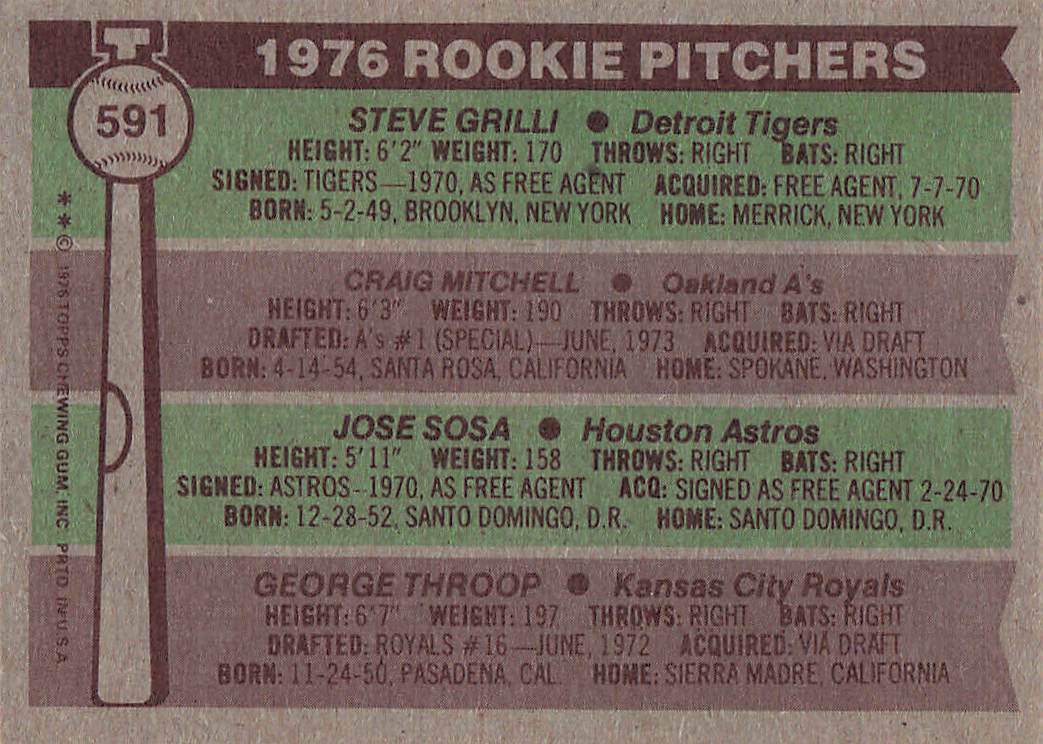 T
1976 ROOKIE PITCHERS
591
STEVE GRILLI ● Detroit Tigers
HEIGHT: 6'2" WEIGHT: 170 THROWS: RIGHT BATS: RIGHT
SIGNED: TIGERS—1970, AS FREE AGENT ACQUIRED: FREE AGENT, 7-7-70
BORN: 5-2-49, BROOKLYN, NEW YORK HOME: MERRICK, NEW YORK
CRAIG MITCHELL ● Oakland A's
HEIGHT: 6'3" WEIGHT: 190 THROWS: RIGHT BATS: RIGHT
DRAFTED: A's #1 (SPECIAL)—JUNE, 1973 ACQUIRED: VIA DRAFT
BORN: 4-14-54, SANTA ROSA, CALIFORNIA HOME: SPOKANE, WASHINGTON
JOSE SOSA ● Houston Astros
HEIGHT: 5'11" WEIGHT: 158 THROWS: RIGHT BATS: RIGHT
SIGNED: ASTROS--1970, AS FREE AGENT ACQ: SIGNED AS FREE AGENT 2-24-70
BORN: 12-28-52, SANTO DOMINGO, D.R. HOME: SANTO DOMINGO, D.R.
GEORGE THROOP ● Kansas City Royals
HEIGHT: 6'7" WEIGHT: 197 THROWS: RIGHT BATS: RIGHT
DRAFTED: ROYALS #16—JUNE, 1972 ACQUIRED: VIA DRAFT
BORN: 11-24-50, PASADENA, CAL. HOME: SIERRA MADRE, CALIFORNIA
**© 1976 TOPPS CHEWING GUM, INC. PRTD. IN U.S.A.